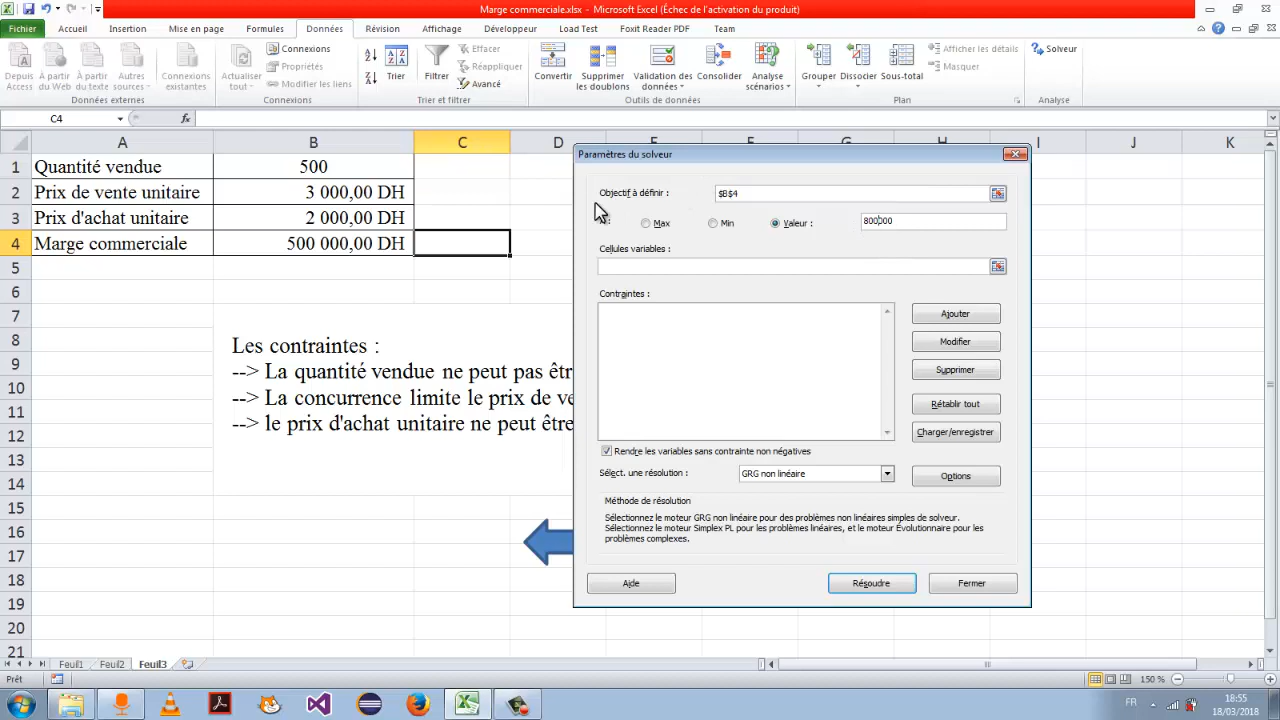 Marge commerciale.xlsx - Microsoft Excel (Échec de l'activation du produit)
Fichier Accueil Insertion Mise en page Formules Données Révision Affichage Développeur Load Test Foxit Reader PDF Team
Depuis Access
À partir du Web
À partir du texte
Autres sources
Connexions existantes
Actualiser tout
Connexions
Propriétés
Modifier les liens
Trier
Filtrer
Effacer
Réappliquer
Avancé
Convertir
Supprimer les doublons
Validation des données
Consolider
Analyse scénarios
Grouper
Dissocier
Sous-total
Afficher les détails
Masquer
Solveur
Données externes Connexions Trier et filtrer Outils de données Plan Analyse
C4 fx
A B C D E F G H I J K
1 Quantité vendue 500
2 Prix de vente unitaire 3 000,00 DH
3 Prix d'achat unitaire 2 000,00 DH
4 Marge commerciale 500 000,00 DH
5
6
7
8
9
10
11
12
13
14
15
16
17
18
19
20
21
Les contraintes :
--> La quantité vendue ne peut pas êtr
--> La concurrence limite le prix de ve
--> le prix d'achat unitaire ne peut être
Paramètres du solveur
Objectif à définir : $B$4
Max Min Valeur : 800000
Cellules variables :
Contraintes :
Ajouter
Modifier
Supprimer
Rétablir tout
Charger/enregistrer
Rendre les variables sans contrainte non négatives
Sélect. une résolution : GRG non linéaire Options
Méthode de résolution
Sélectionnez le moteur GRG non linéaire pour des problèmes non linéaires simples de solveur.
Sélectionnez le moteur Simplex PL pour les problèmes linéaires, et le moteur Évolutionnaire pour les
problèmes complexes.
Aide Résoudre Fermer
Feuil1 Feuil2 Feuil3
Prêt 150 %
FR 18:55
18/03/2018